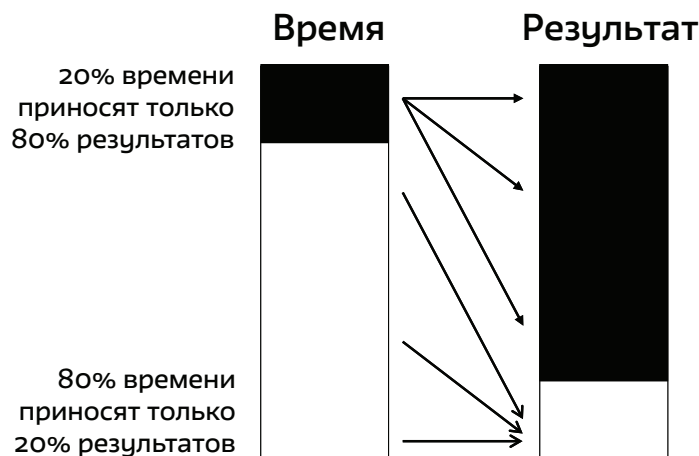 Время
Результат
20% времени
приносят только
80% результатов
80% времени
приносят только
20% результатов